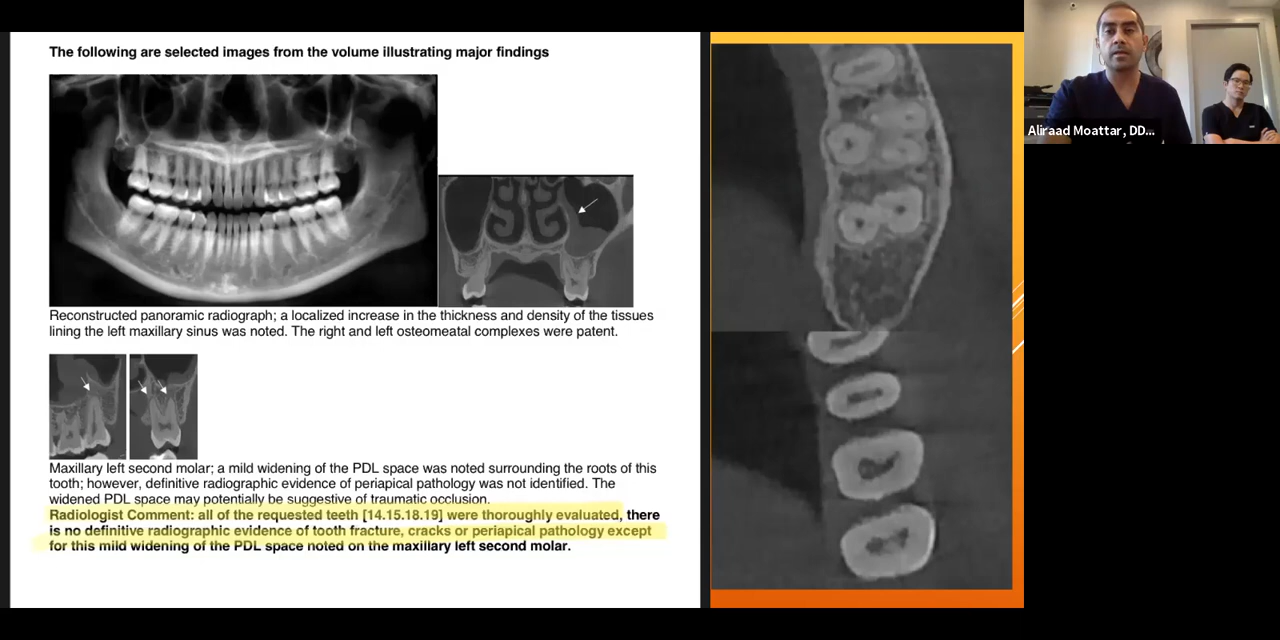 The following are selected images from the volume illustrating major findings
Reconstructed panoramic radiograph; a localized increase in the thickness and density of the tissues
lining the left maxillary sinus was noted. The right and left osteomeatal complexes were patent.
Maxillary left second molar; a mild widening of the PDL space was noted surrounding the roots of this
tooth; however, definitive radiographic evidence of periapical pathology was not identified. The
widened PDL space may potentially be suggestive of traumatic occlusion.
Radiologist Comment: all of the requested teeth [14.15.18.19] were thoroughly evaluated, there
is no definitive radiographic evidence of tooth fracture, cracks or periapical pathology except
for this mild widening of the PDL space noted on the maxillary left second molar.
Aliraad Moattar, DD...